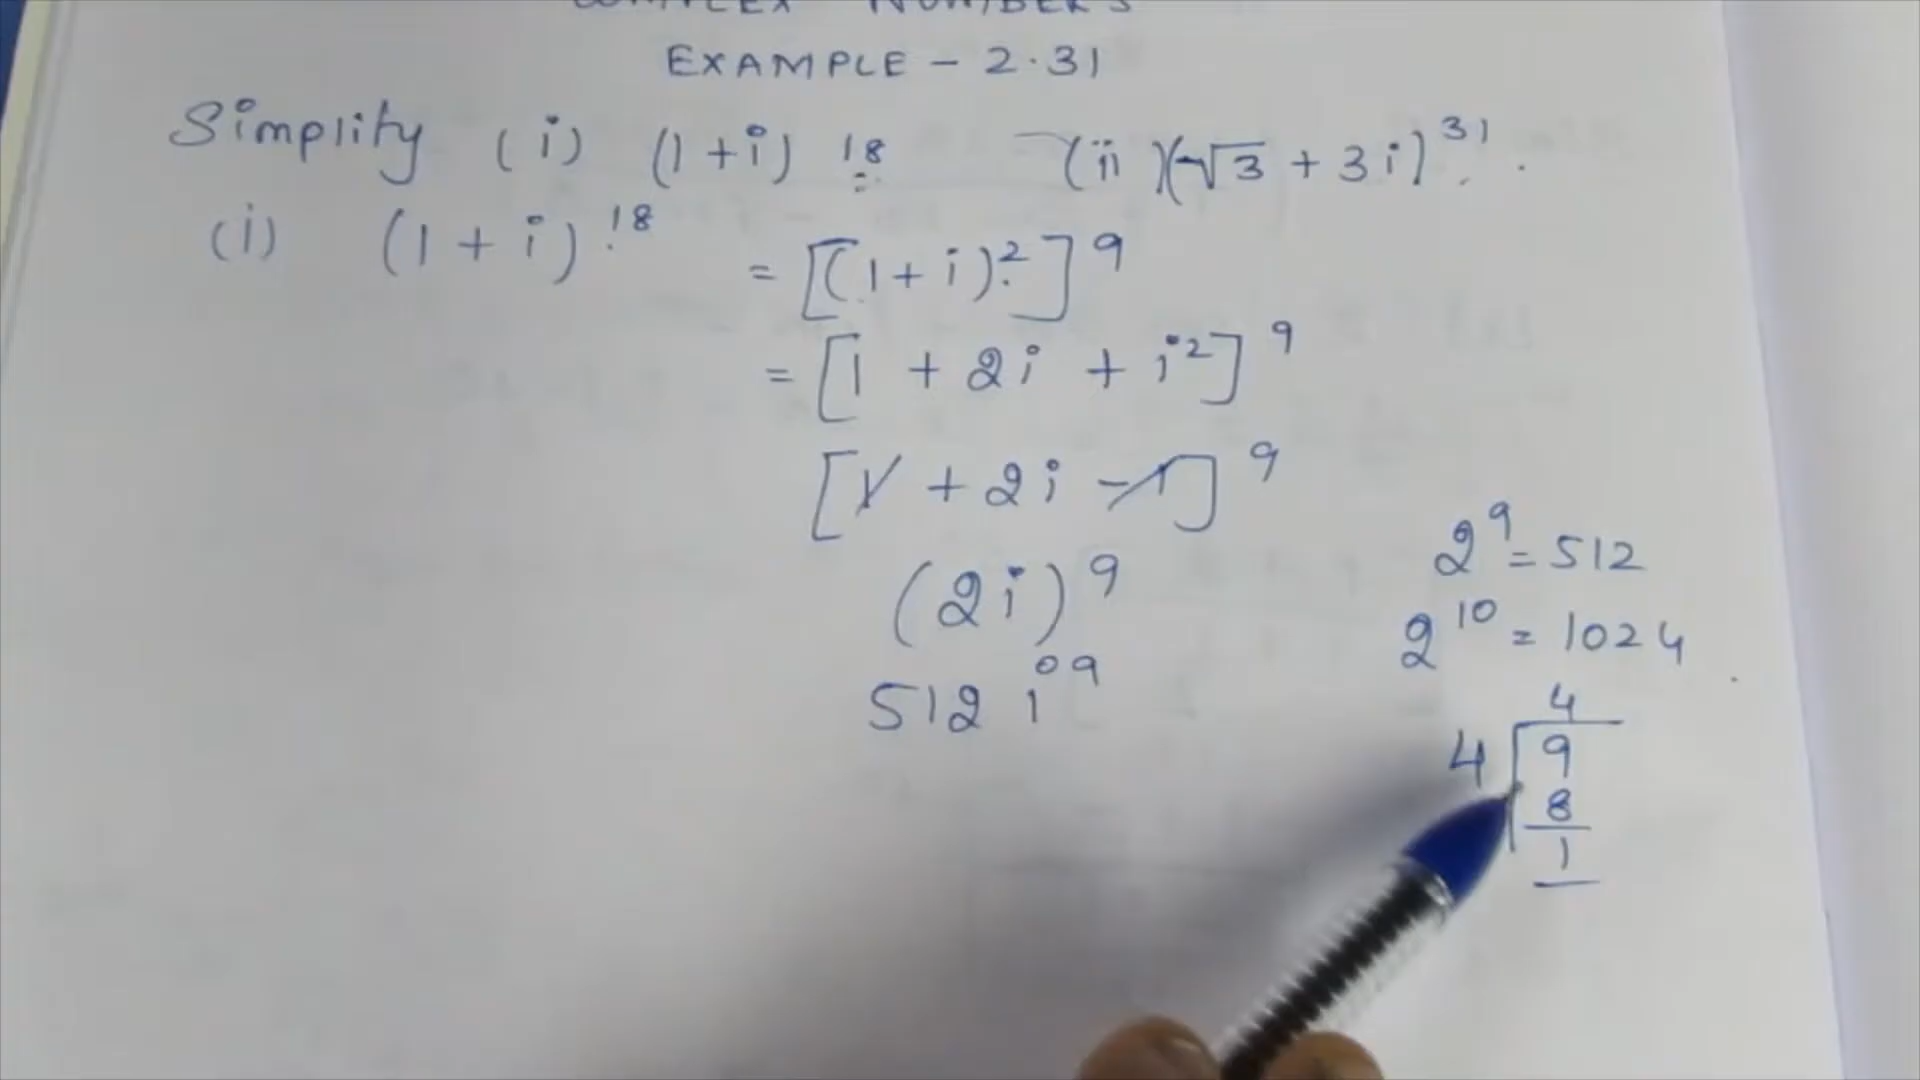 COMPLEX NUMBERS
EXAMPLE - 2.31
Simplify (i) (1+i) 18 (ii) (-√3 + 3i)^31.
(i) (1 + i)^18 = [(1+i)^2]^9
= [1 + 2i + i^2]^9
[1 + 2i - 1]^9
(2i)^9
512 i^9
2^9 = 512
2^10 = 1024
4
4 9
8
1